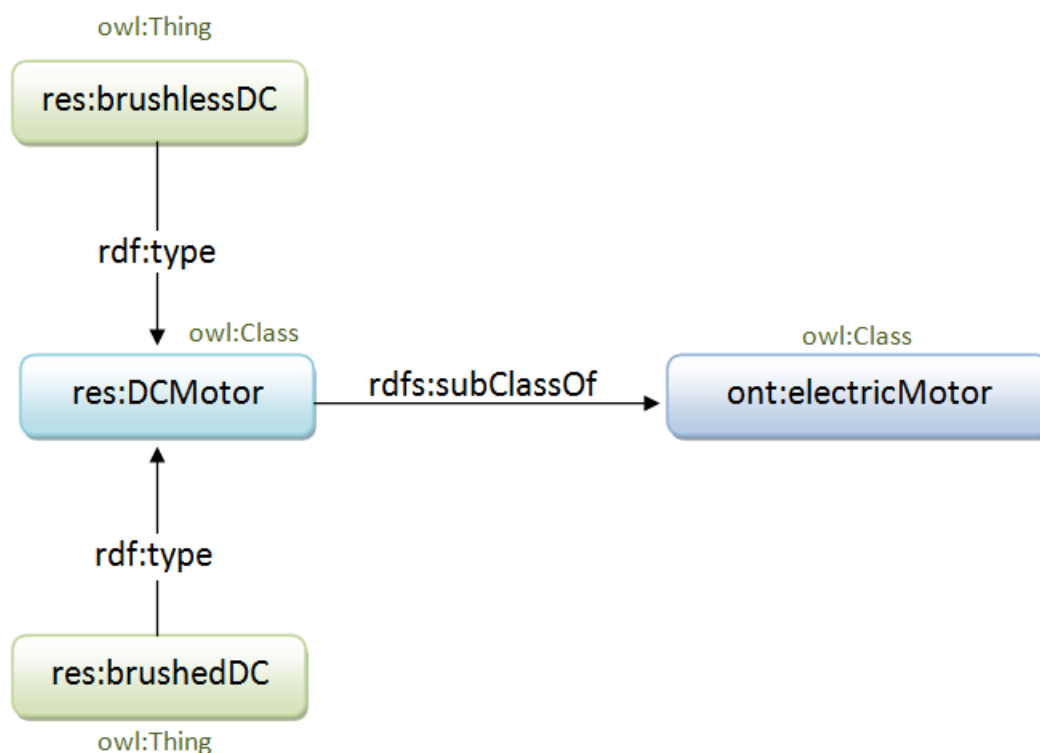 owl:Thing
res:brushlessDC
rdf:type
owl:Class
owl:Class
res:DCMotor
rdfs:subClassOf
ont:electricMotor
rdf:type
res:brushedDC
owl:Thing